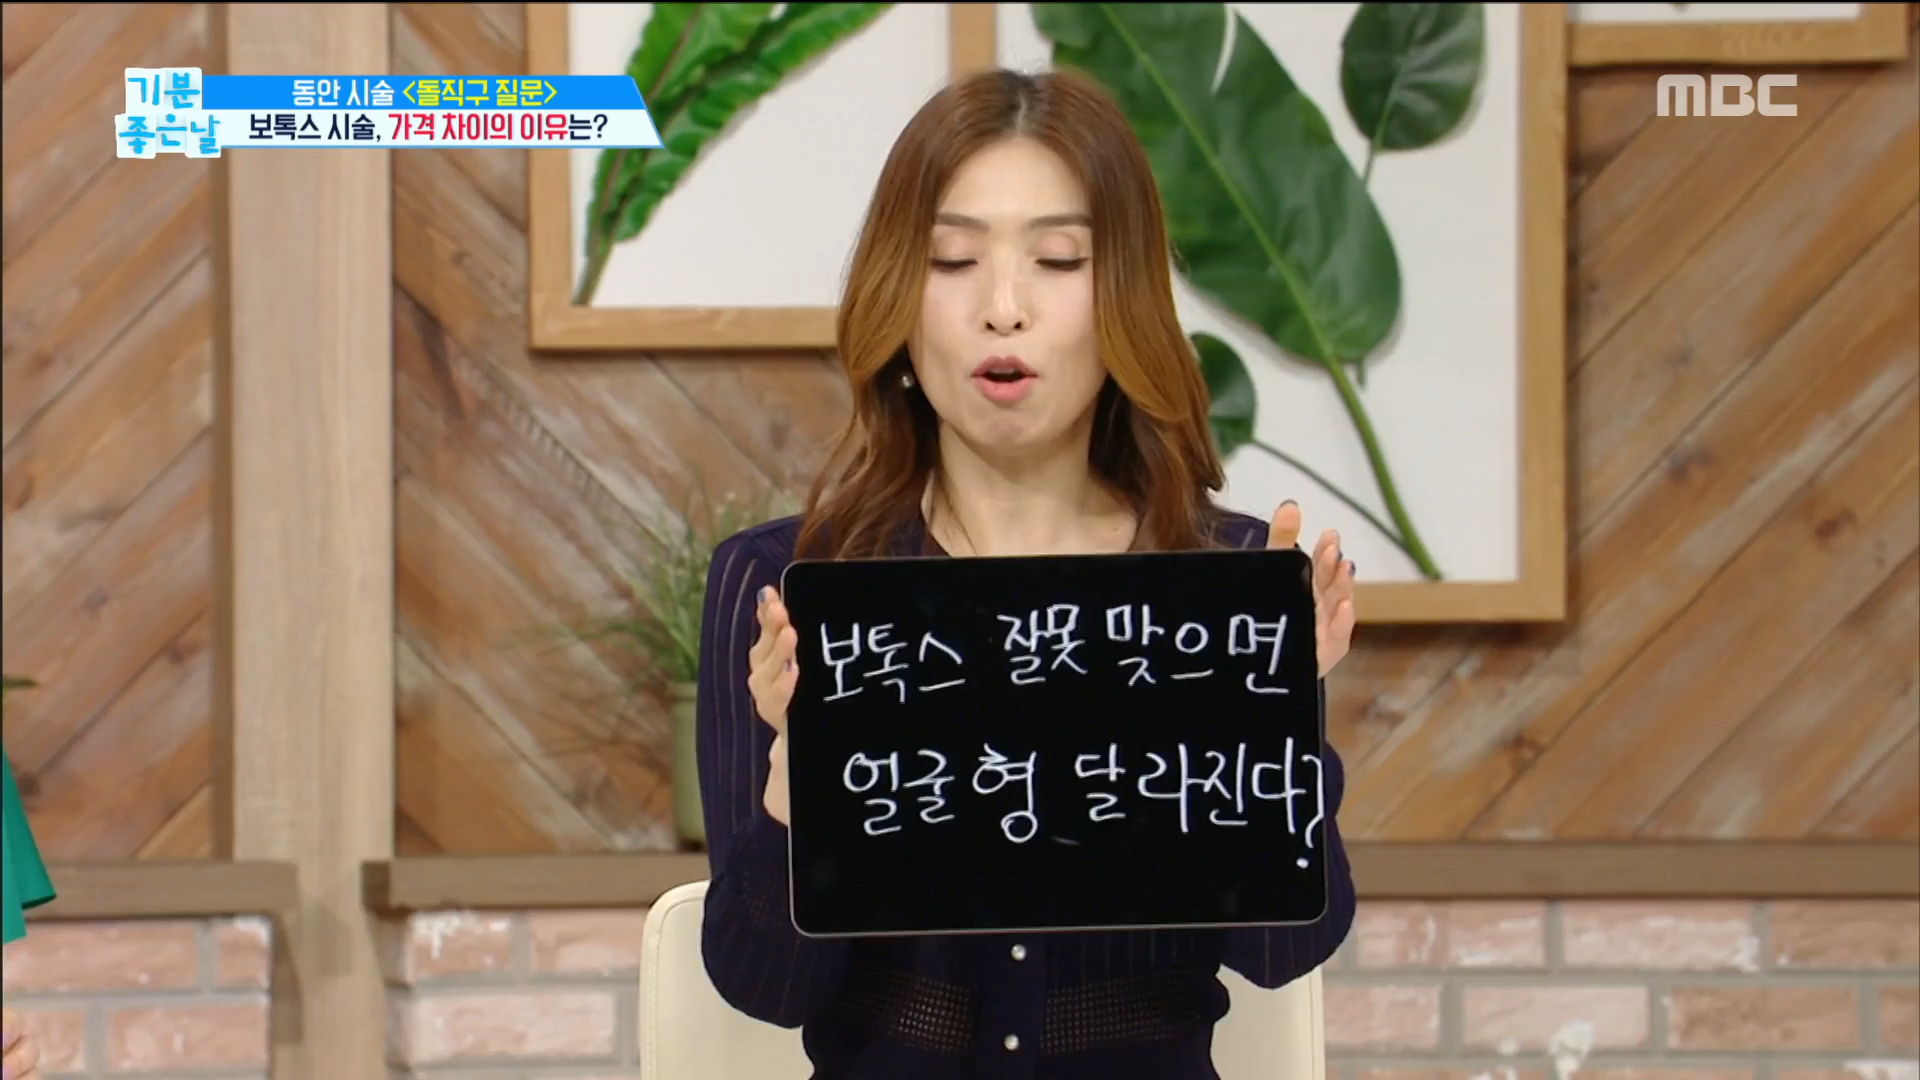 기분
좋은날
동안 시술 <돌직구 질문>
보톡스 시술, 가격 차이의 이유는?
MBC
보톡스 잘못 맞으면
얼굴형 달라진다?